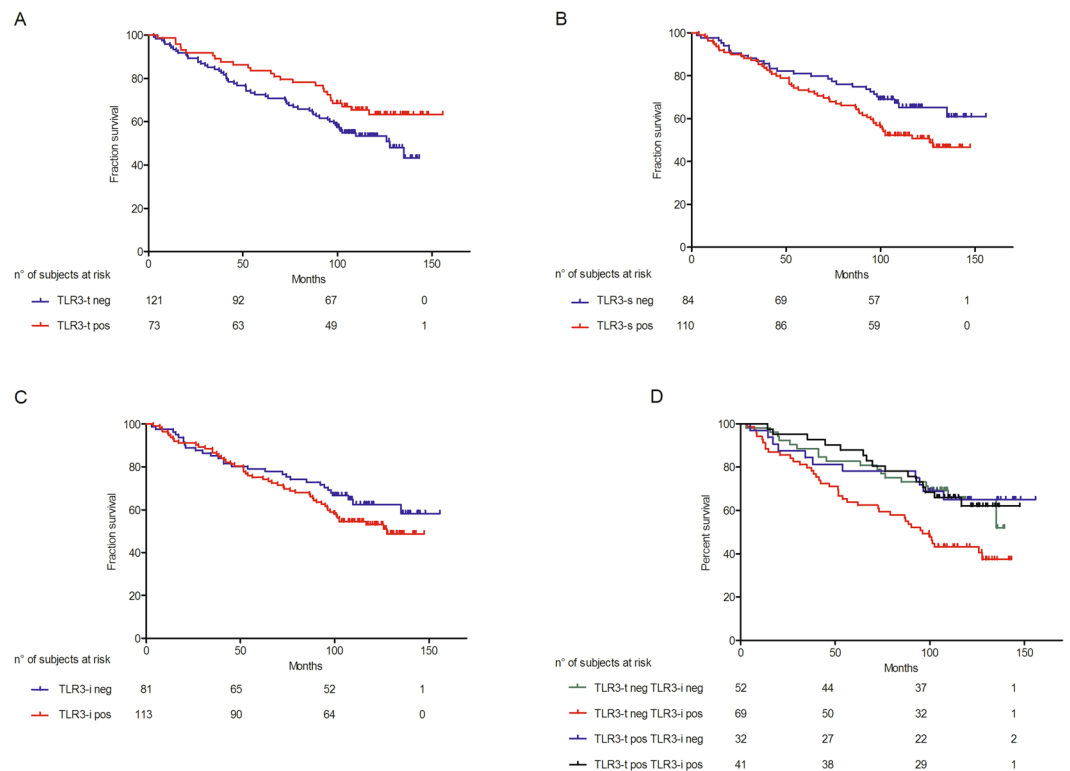 A
100
80
60
40
20
0
Fraction survival
0 50 100 150
Months
n° of subjects at risk
TLR3-t neg 121 92 67 0
TLR3-t pos 73 63 49 1
B
100
80
60
40
20
0
Fraction survival
0 50 100 150
Months
n° of subjects at risk
TLR3-s neg 84 69 57 1
TLR3-s pos 110 86 59 0
C
100
80
60
40
20
0
Fraction survival
0 50 100 150
Months
n° of subjects at risk
TLR3-i neg 81 65 52 1
TLR3-i pos 113 90 64 0
D
100
80
60
40
20
0
Percent survival
0 50 100 150
Months
n° of subjects at risk
TLR3-t neg TLR3-i neg 52 44 37 1
TLR3-t neg TLR3-i pos 69 50 32 1
TLR3-t pos TLR3-i neg 32 27 22 2
TLR3-t pos TLR3-i pos 41 38 29 1